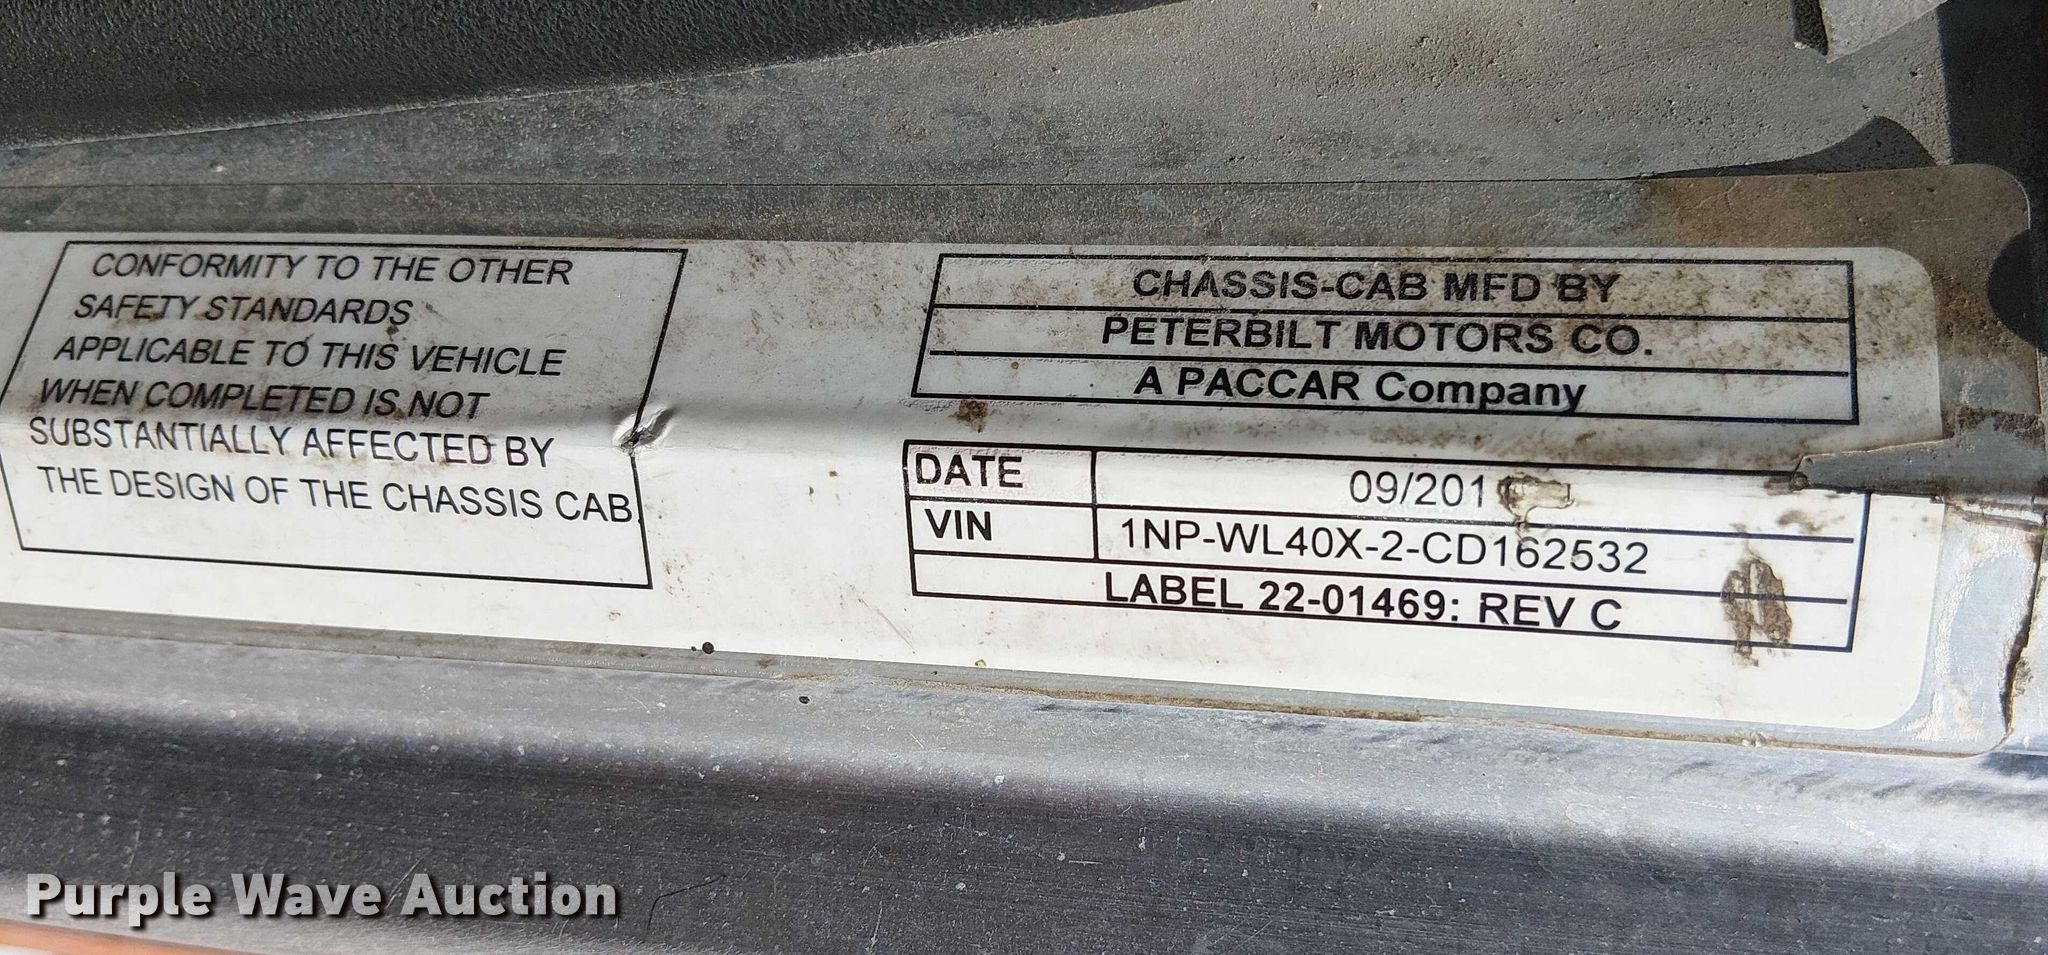 CONFORMITY TO THE OTHER
SAFETY STANDARDS
APPLICABLE TO THIS VEHICLE
WHEN COMPLETED IS NOT
SUBSTANTIALLY AFFECTED BY
THE DESIGN OF THE CHASSIS CAB
CHASSIS-CAB MFD BY
PETERBILT MOTORS CO.
A PACCAR Company
DATE
VIN 1NP-WL40X-2-CD162532
LABEL 22-01469: REV C
Purple Wave Auction